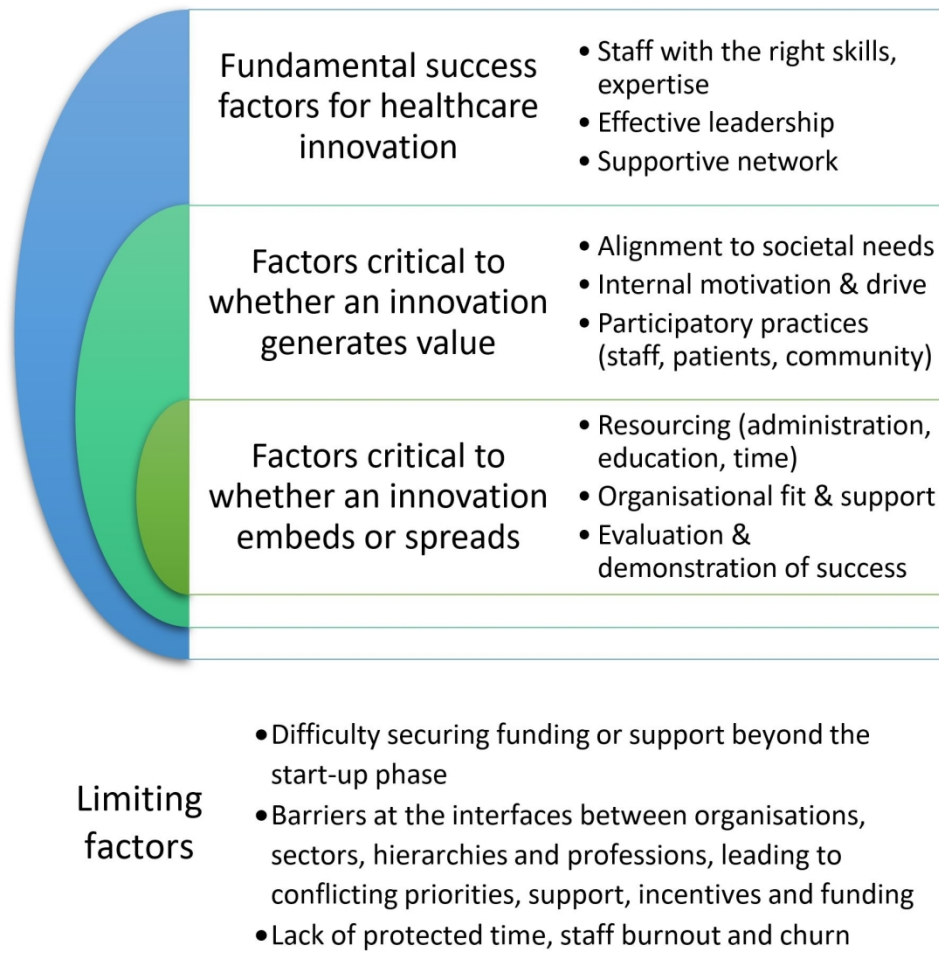 Fundamental success
factors for healthcare
innovation
• Staff with the right skills,
expertise
• Effective leadership
• Supportive network
Factors critical to
whether an innovation
generates value
• Alignment to societal needs
• Internal motivation & drive
• Participatory practices
(staff, patients, community)
Factors critical to
whether an innovation
embeds or spreads
• Resourcing (administration,
education, time)
• Organisational fit & support
• Evaluation &
demonstration of success
Limiting
factors
• Difficulty securing funding or support beyond the
start-up phase
• Barriers at the interfaces between organisations,
sectors, hierarchies and professions, leading to
conflicting priorities, support, incentives and funding
• Lack of protected time, staff burnout and churn